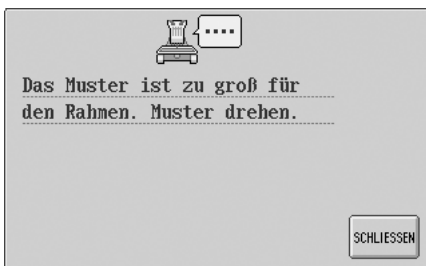 ....
Das Muster ist zu groß für
den Rahmen. Muster drehen.
SCHLIESSEN